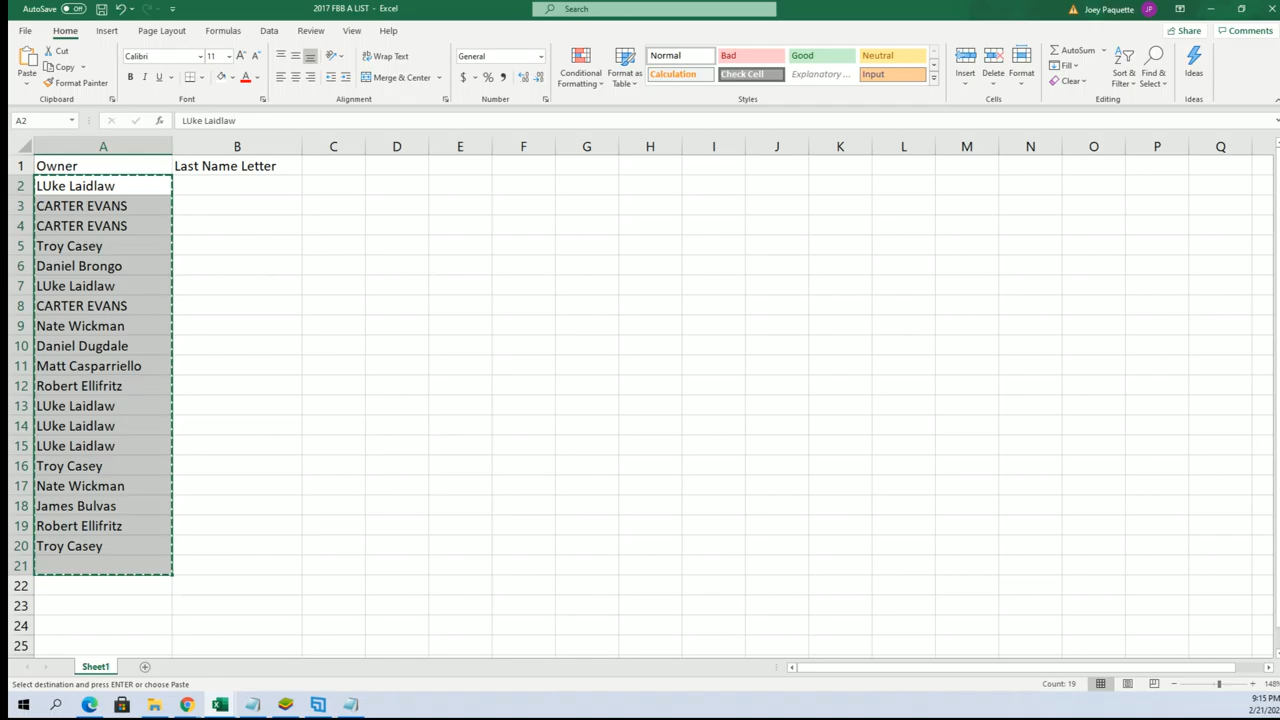 AutoSave Off 2017 FBB A LIST - Excel Search Joey Paquette JP
File Home Insert Page Layout Formulas Data Review View Help Share Comments
Paste Cut Copy Format Painter Clipboard
Calibri 11 A A B I U A Font
Wrap Text Merge & Center Alignment
General $ % , Number
Conditional Formatting Format as Table Normal Bad Good Neutral
Calculation Check Cell Explanatory ... Input Styles
Insert Delete Format Cells
AutoSum Fill Clear Sort & Filter Find & Select Editing
Ideas Ideas
A2 fx LUke Laidlaw
A B C D E F G H I J K L M N O P Q
1 Owner Last Name Letter
2 LUke Laidlaw
3 CARTER EVANS
4 CARTER EVANS
5 Troy Casey
6 Daniel Brongo
7 LUke Laidlaw
8 CARTER EVANS
9 Nate Wickman
10 Daniel Dugdale
11 Matt Casparriello
12 Robert Ellifritz
13 LUke Laidlaw
14 LUke Laidlaw
15 LUke Laidlaw
16 Troy Casey
17 Nate Wickman
18 James Bulvas
19 Robert Ellifritz
20 Troy Casey
21
22
23
24
25
Sheet1
Select destination and press ENTER or choose Paste Count: 19 148%
9:15 PM
2/21/202